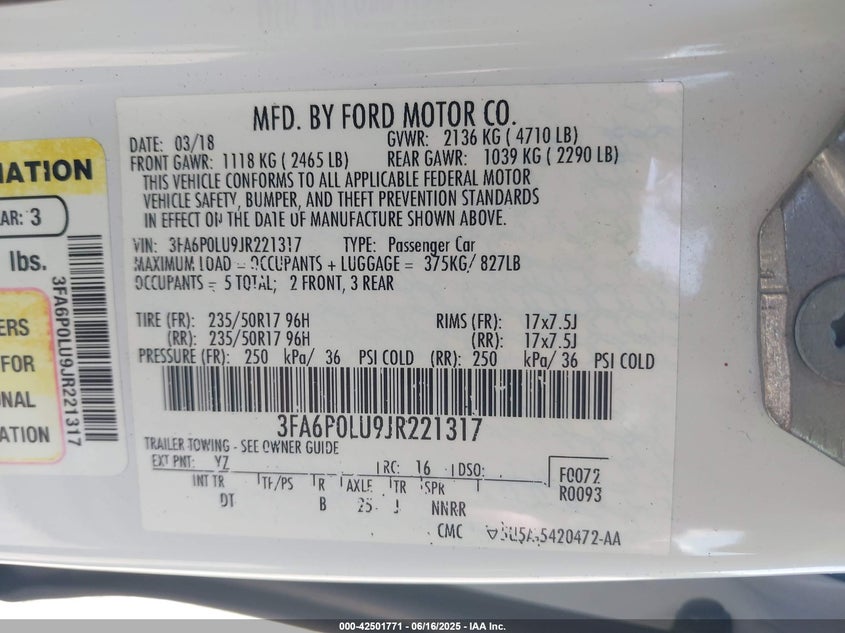 MATION
AR: 3
lbs.
ERS
FOR
ONAL
ATION
3FA6P0LU9JR221317
MFD. BY FORD MOTOR CO.
DATE: 03/18 GVWR: 2136 KG ( 4710 LB)
FRONT GAWR: 1118 KG ( 2465 LB) REAR GAWR: 1039 KG ( 2290 LB)
THIS VEHICLE CONFORMS TO ALL APPLICABLE FEDERAL MOTOR
VEHICLE SAFETY, BUMPER, AND THEFT PREVENTION STANDARDS
IN EFFECT ON THE DATE OF MANUFACTURE SHOWN ABOVE.
VIN: 3FA6P0LU9JR221317 TYPE: Passenger Car
MAXIMUM LOAD = OCCUPANTS + LUGGAGE = 375KG/ 827LB
OCCUPANTS = 5 TOTAL; 2 FRONT, 3 REAR
TIRE (FR): 235/50R17 96H RIMS (FR): 17x7.5J
(RR): 235/50R17 96H (RR): 17x7.5J
PRESSURE (FR): 250 kPa/ 36 PSI COLD (RR): 250 kPa/ 36 PSI COLD
3FA6P0LU9JR221317
TRAILER TOWING - SEE OWNER GUIDE
EXT PNT: YZ RC: 16 DSO: F0072
INT TR TP/PS R AXLE TR SPR R0093
DT B 25 J NNRR
CMC
000-42501771 - 06/16/2025 - IAA Inc.